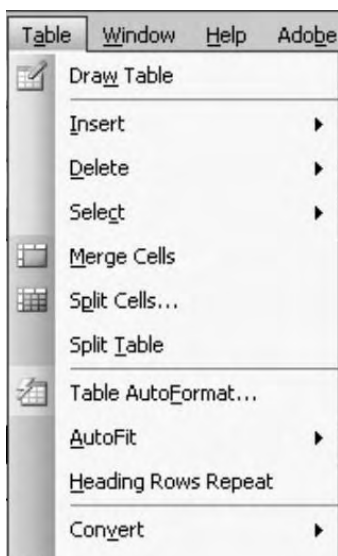 Table Window Help Adobe
Draw Table
Insert
Delete
Select
Merge Cells
Split Cells...
Split Table
Table AutoFormat...
AutoFit
Heading Rows Repeat
Convert